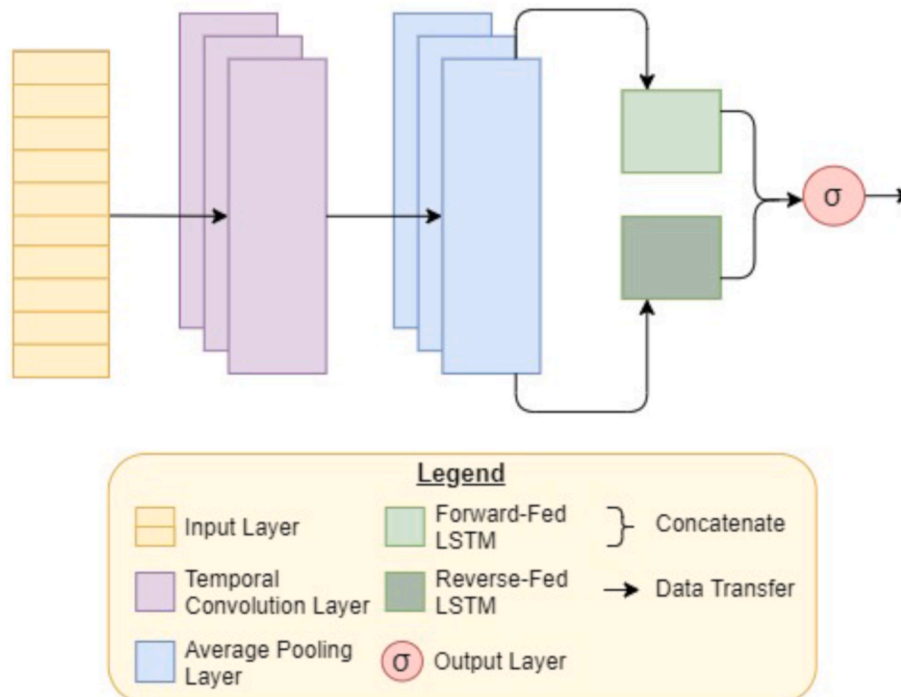 σ
Legend
Input Layer
Forward-Fed
LSTM
Concatenate
Temporal
Convolution Layer
Reverse-Fed
LSTM
Data Transfer
Average Pooling
Layer
σ
Output Layer